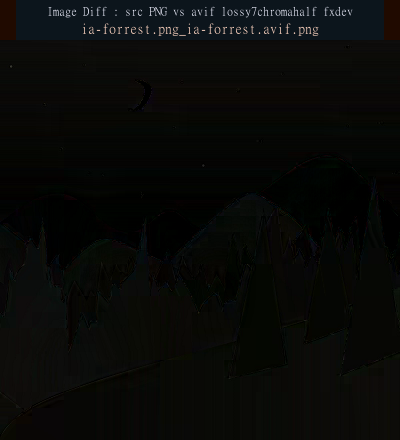 Image Diff : src PNG vs avif lossy7chromahalf fxdev
ia-forrest.png_ia-forrest.avif.png